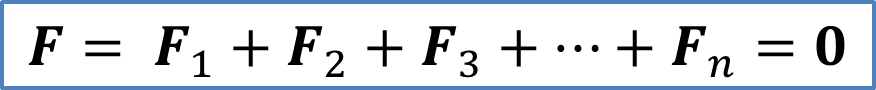 𝑭 = 𝑭₁ + 𝑭₂ + 𝑭₃ + ⋯ + 𝑭ₙ = 𝟎